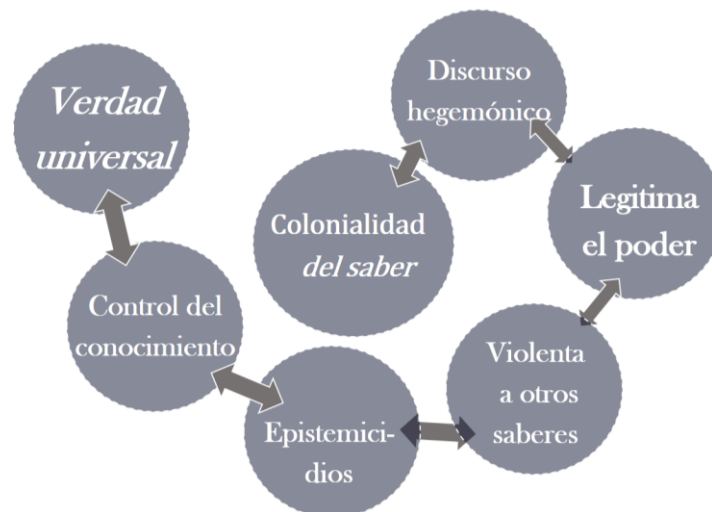 Verdad
universal
Discurso
hegemónico
Legitima
el poder
Colonialidad
del saber
Control del
conocimiento
Epistemici-
dios
Violenta
a otros
saberes